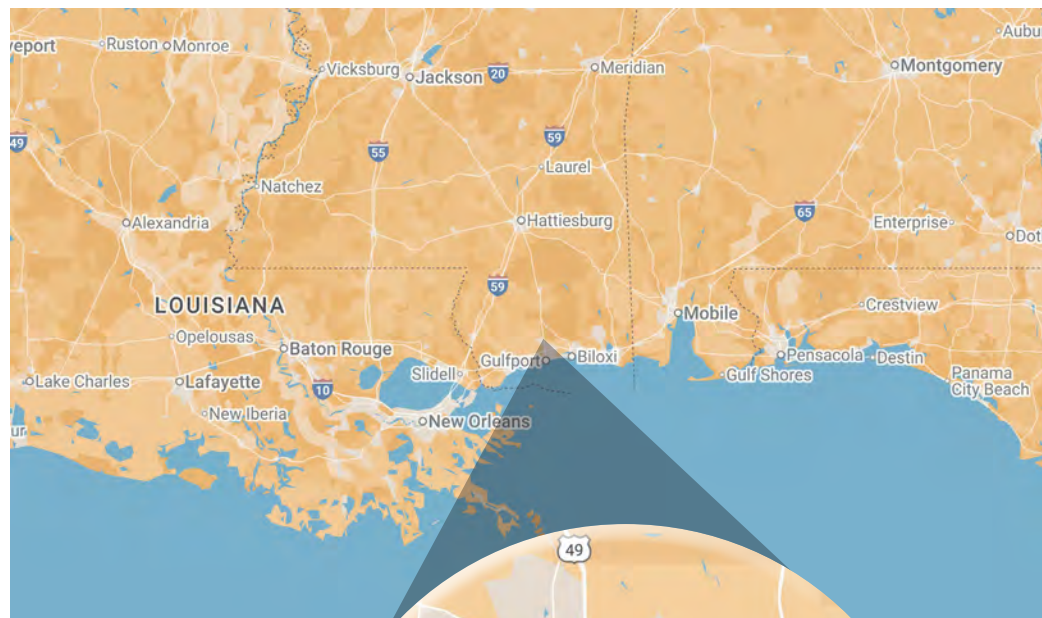 Aubu
veport
Ruston
Monroe
Vicksburg
Jackson
20
Meridian
Montgomery
49
59
55
Laurel
Natchez
65
Alexandria
Hattiesburg
Enterprise
Dot
59
LOUISIANA
Crestview
Mobile
Opelousas
Baton Rouge
Gulfport
Biloxi
Pensacola
Destin
Slidell
Gulf Shores
Panama
City Beach
Lake Charles
Lafayette
10
New Iberia
New Orleans
ur
49